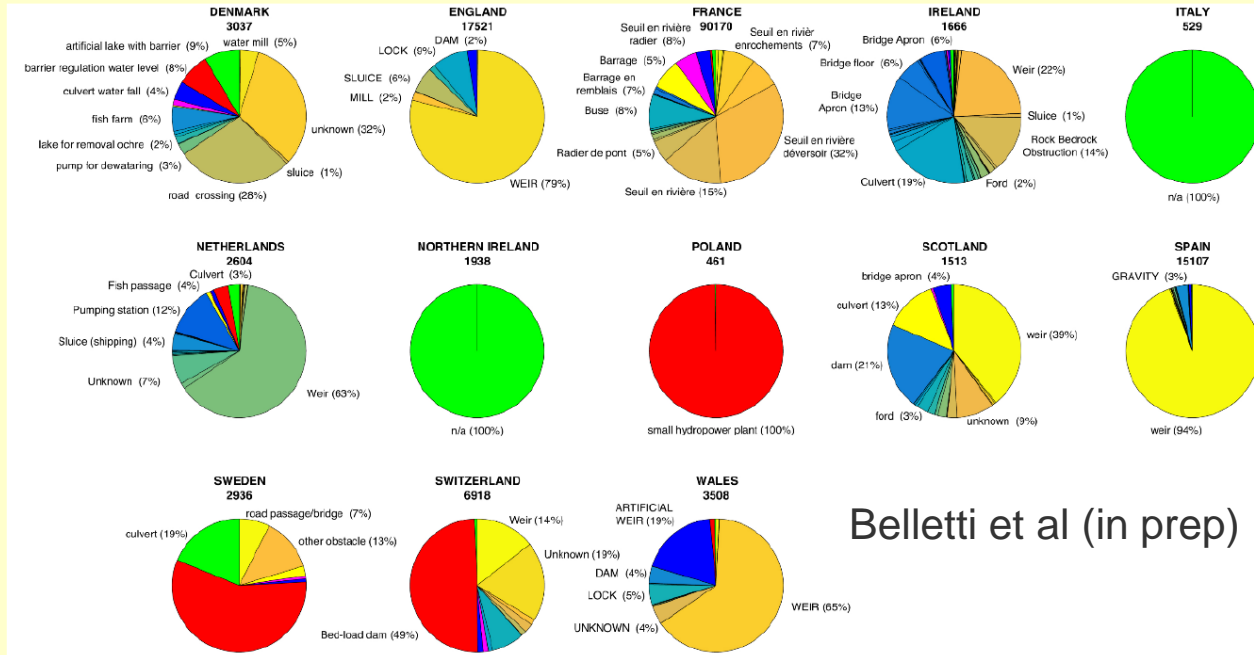 DENMARK
3037
artificial lake with barrier (9%)
water mill (5%)
barrier regulation water level (8%)
culvert water fall (4%)
fish farm (6%)
unknown (32%)
lake for removal ochre (2%)
pump for dewataring (3%)
sluice (1%)
road crossing (28%)
ENGLAND
17521
DAM (2%)
LOCK (9%)
SLUICE (6%)
MILL (2%)
WEIR (79%)
FRANCE
90170
Seuil en rivière
radier (8%)
Seuil en rivièr
enrochements (7%)
Barrage (5%)
Barrage en
remblais (7%)
Buse (8%)
Radier de pont (5%)
Seuil en rivière
déversoir (32%)
Seuil en rivière (15%)
IRELAND
1666
Bridge Apron (6%)
Bridge floor (6%)
Weir (22%)
Bridge
Apron (13%)
Sluice (1%)
Rock Bedrock
Obstruction (14%)
Culvert (19%)
Ford (2%)
ITALY
529
n/a (100%)
NETHERLANDS
2604
Culvert (3%)
Fish passage (4%)
Pumping station (12%)
Sluice (shipping) (4%)
Unknown (7%)
Weir (63%)
NORTHERN IRELAND
1938
n/a (100%)
POLAND
461
small hydropower plant (100%)
SCOTLAND
1513
bridge apron (4%)
culvert (13%)
weir (39%)
dam (21%)
ford (3%)
unknown (9%)
SPAIN
15107
GRAVITY (3%)
weir (94%)
SWEDEN
2936
road passage/bridge (7%)
culvert (19%)
other obstacle (13%)
Bed-load dam (49%)
SWITZERLAND
6918
Weir (14%)
Unknown (19%)
WALES
3508
ARTIFICIAL
WEIR (19%)
DAM (4%)
LOCK (5%)
UNKNOWN (4%)
WEIR (65%)
Belletti et al (in prep)